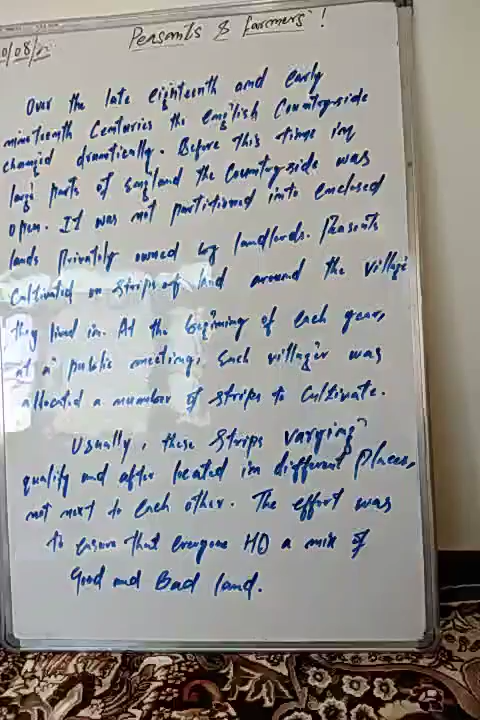 Peasants & farmers !
0/08/
Over the late eighteenth and early
nineteenth Centuries the english Countryside
changed dramatically. Before this time in
large parts of England the Countryside was
open. It was not partitioned into enclosed
lands privately owned by landlords. Peasants
Cultivated on strips of land around the village
they lived in. At the beginning of each year,
at a public meeting, each villager was
allocated a number of strips to Cultivate.
Usually, these strips varying
quality and after located in different places,
not next to each other. The effort was
to ensure that everyone HD a mix of
Good and Bad land.